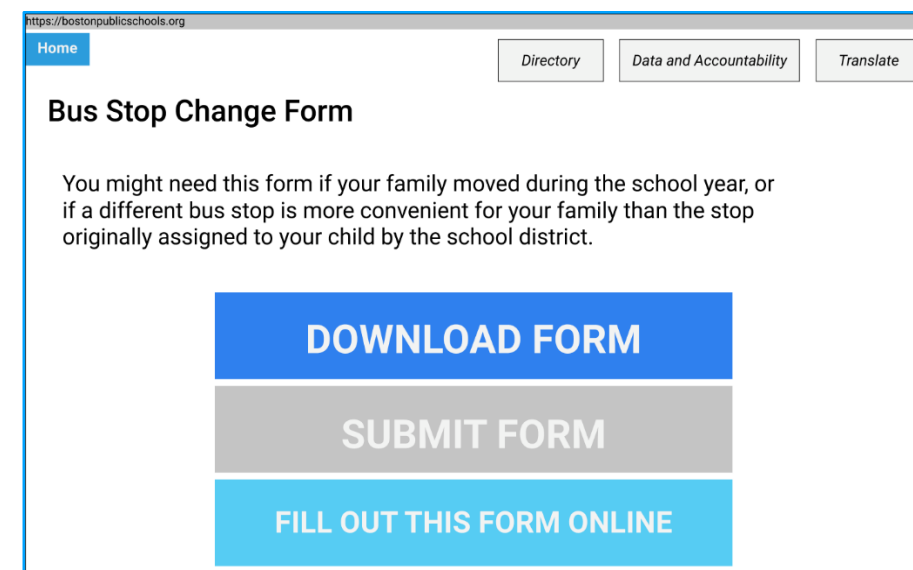 https://bostonpublicschools.org
Home
Directory
Data and Accountability
Translate
Bus Stop Change Form
You might need this form if your family moved during the school year, or
if a different bus stop is more convenient for your family than the stop
originally assigned to your child by the school district.
DOWNLOAD FORM
SUBMIT FORM
FILL OUT THIS FORM ONLINE